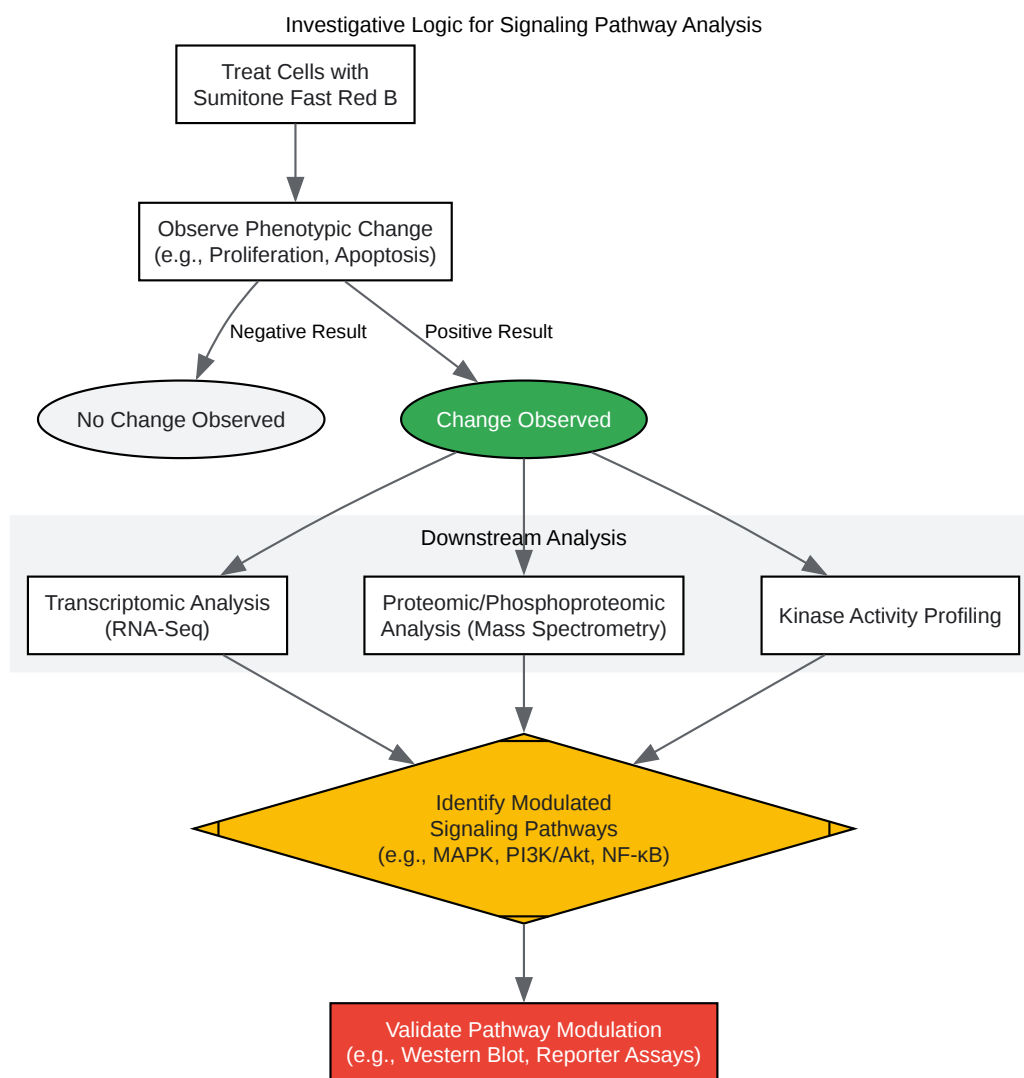 Investigative Logic for Signaling Pathway Analysis
Treat Cells with
Sumitone Fast Red B
Observe Phenotypic Change
(e.g., Proliferation, Apoptosis)
Negative Result
Positive Result
No Change Observed
Change Observed
Downstream Analysis
Transcriptomic Analysis
(RNA-Seq)
Proteomic/Phosphoproteomic
Analysis (Mass Spectrometry)
Kinase Activity Profiling
Identify Modulated
Signaling Pathways
(e.g., MAPK, PI3K/Akt, NF-κB)
Validate Pathway Modulation
(e.g., Western Blot, Reporter Assays)